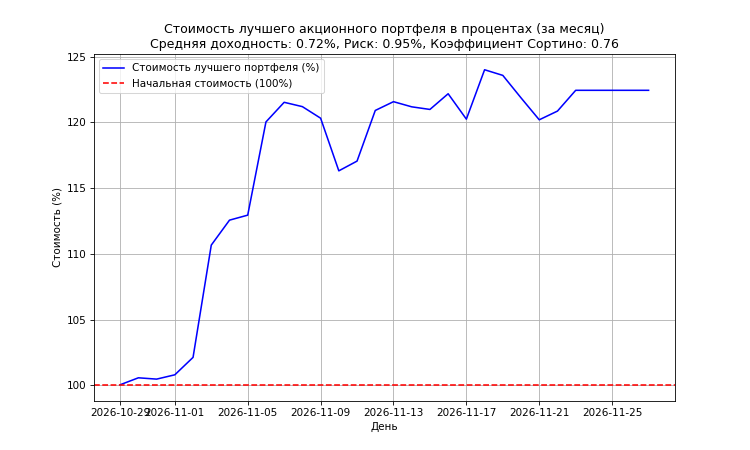 Стоимость лучшего акционного портфеля в процентах (за месяц)
Средняя доходность: 0.72%, Риск: 0.95%, Коэффициент Сортино: 0.76
Стоимость лучшего портфеля (%)
Начальная стоимость (100%)
Стоимость (%)
125
120
115
110
105
100
2026-10-29 2026-11-01 2026-11-05 2026-11-09 2026-11-13 2026-11-17 2026-11-21 2026-11-25
День